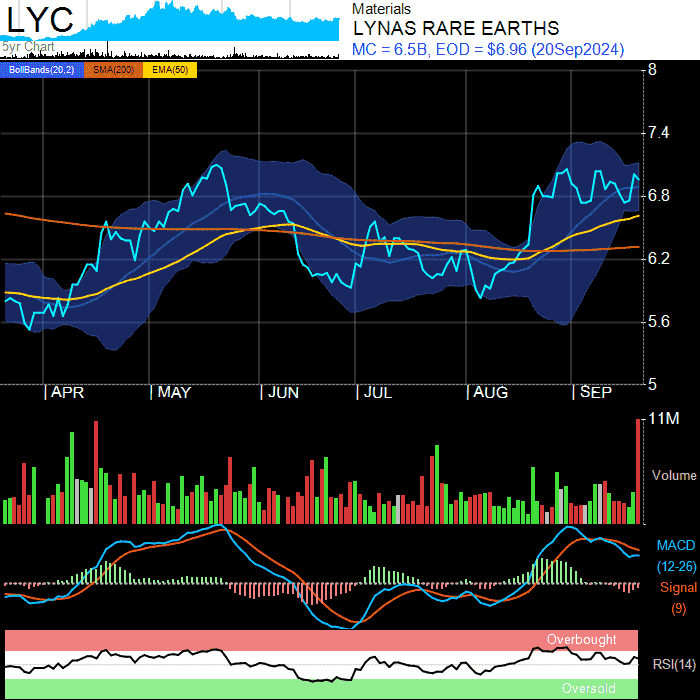 LYC
5yr Chart
Materials
LYNAS RARE EARTHS
MC = 6.5B, EOD = $6.96 (20Sep2024)
BollBands(20,2) SMA(200) EMA(50)
8
7.4
6.8
6.2
5.6
5
APR MAY JUN JUL AUG SEP
11M
Volume
MACD
(12-26)
Signal
(9)
Overbought
RSI(14)
Oversold